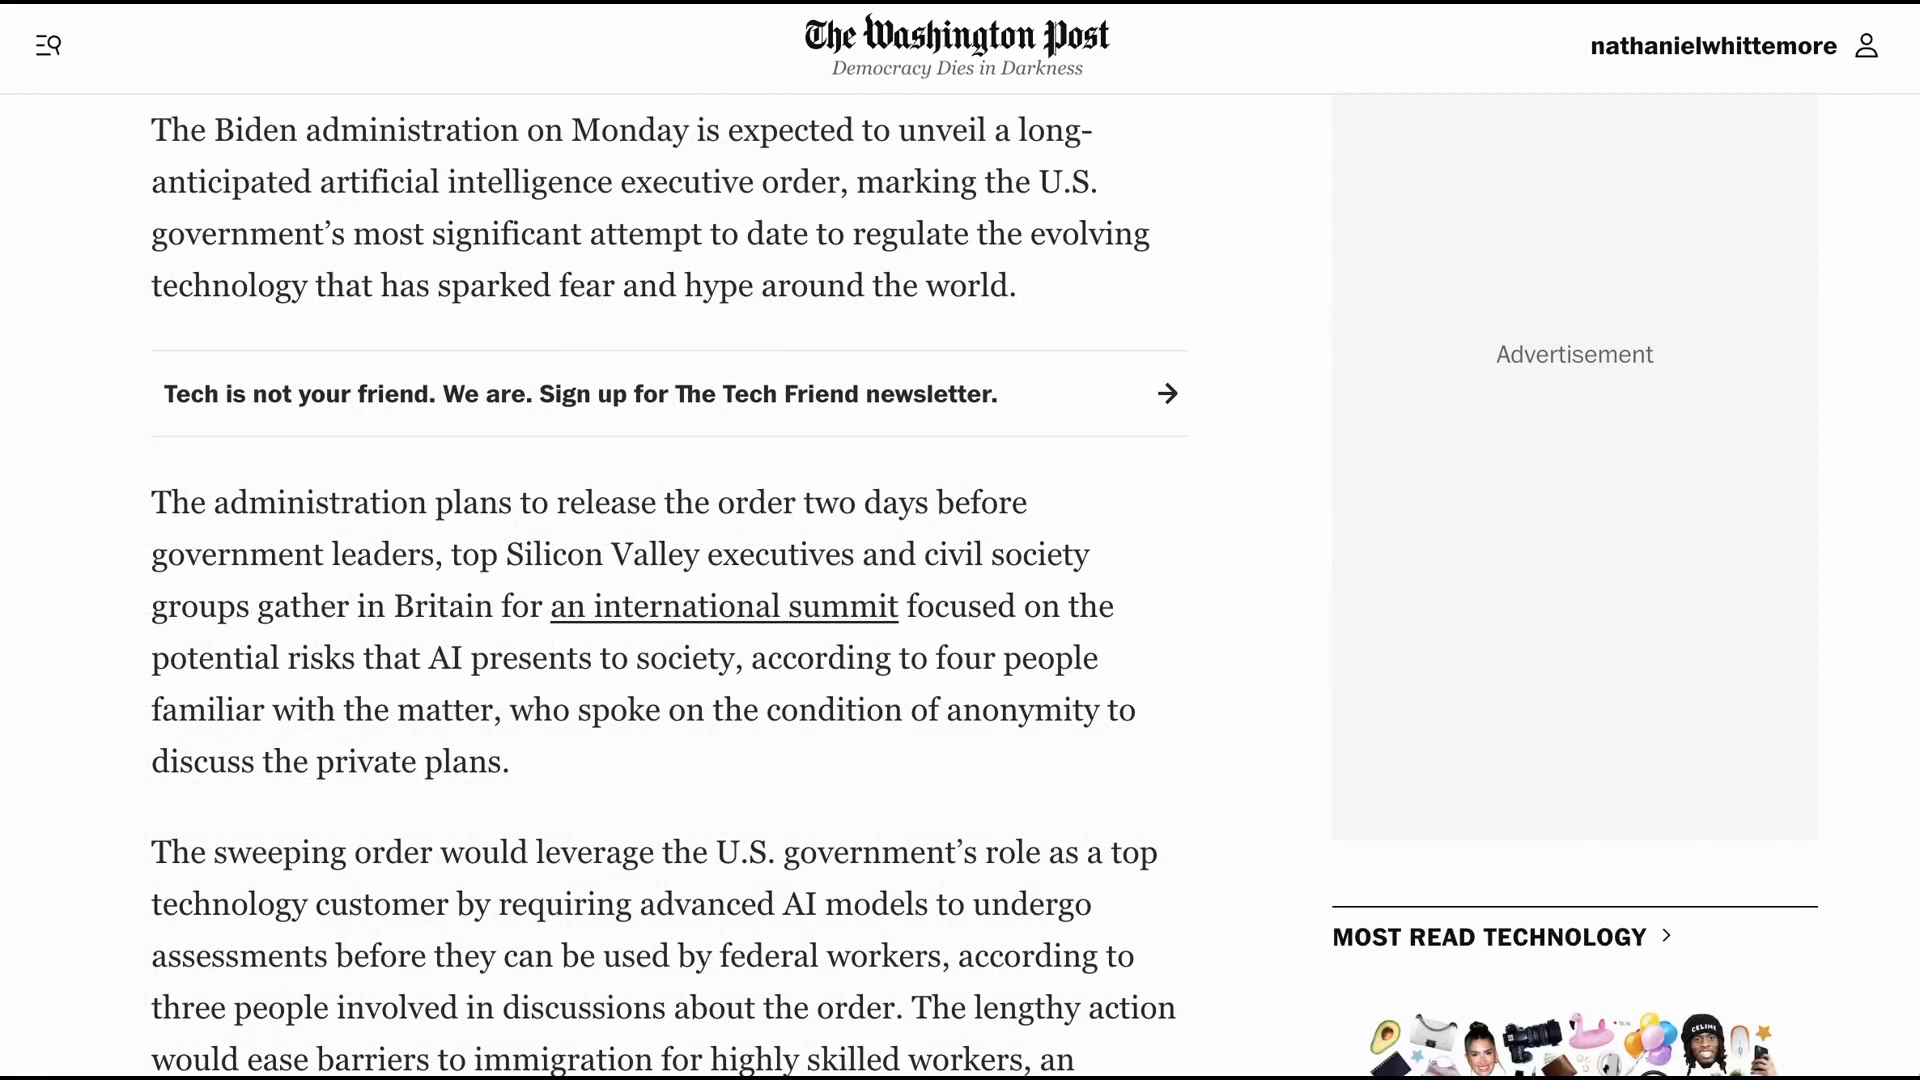 The Washington Post
Democracy Dies in Darkness
nathanielwhittemore
The Biden administration on Monday is expected to unveil a long-
anticipated artificial intelligence executive order, marking the U.S.
government’s most significant attempt to date to regulate the evolving
technology that has sparked fear and hype around the world.
Tech is not your friend. We are. Sign up for The Tech Friend newsletter.
The administration plans to release the order two days before
government leaders, top Silicon Valley executives and civil society
groups gather in Britain for an international summit focused on the
potential risks that AI presents to society, according to four people
familiar with the matter, who spoke on the condition of anonymity to
discuss the private plans.
The sweeping order would leverage the U.S. government’s role as a top
technology customer by requiring advanced AI models to undergo
assessments before they can be used by federal workers, according to
three people involved in discussions about the order. The lengthy action
would ease barriers to immigration for highly skilled workers, an
Advertisement
MOST READ TECHNOLOGY
CELINE